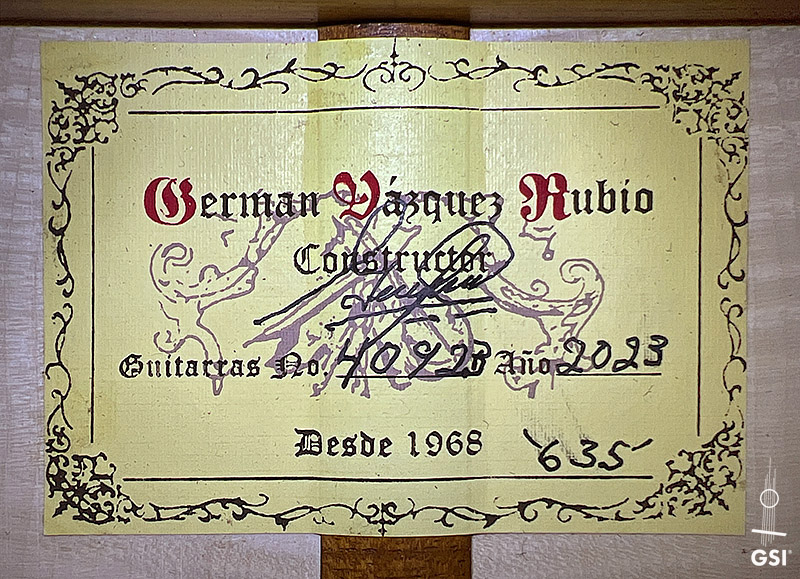 German Vázquez Rubio
Constructor
Guitarras No. 40923 Año 2023
Desde 1968 635
GSI